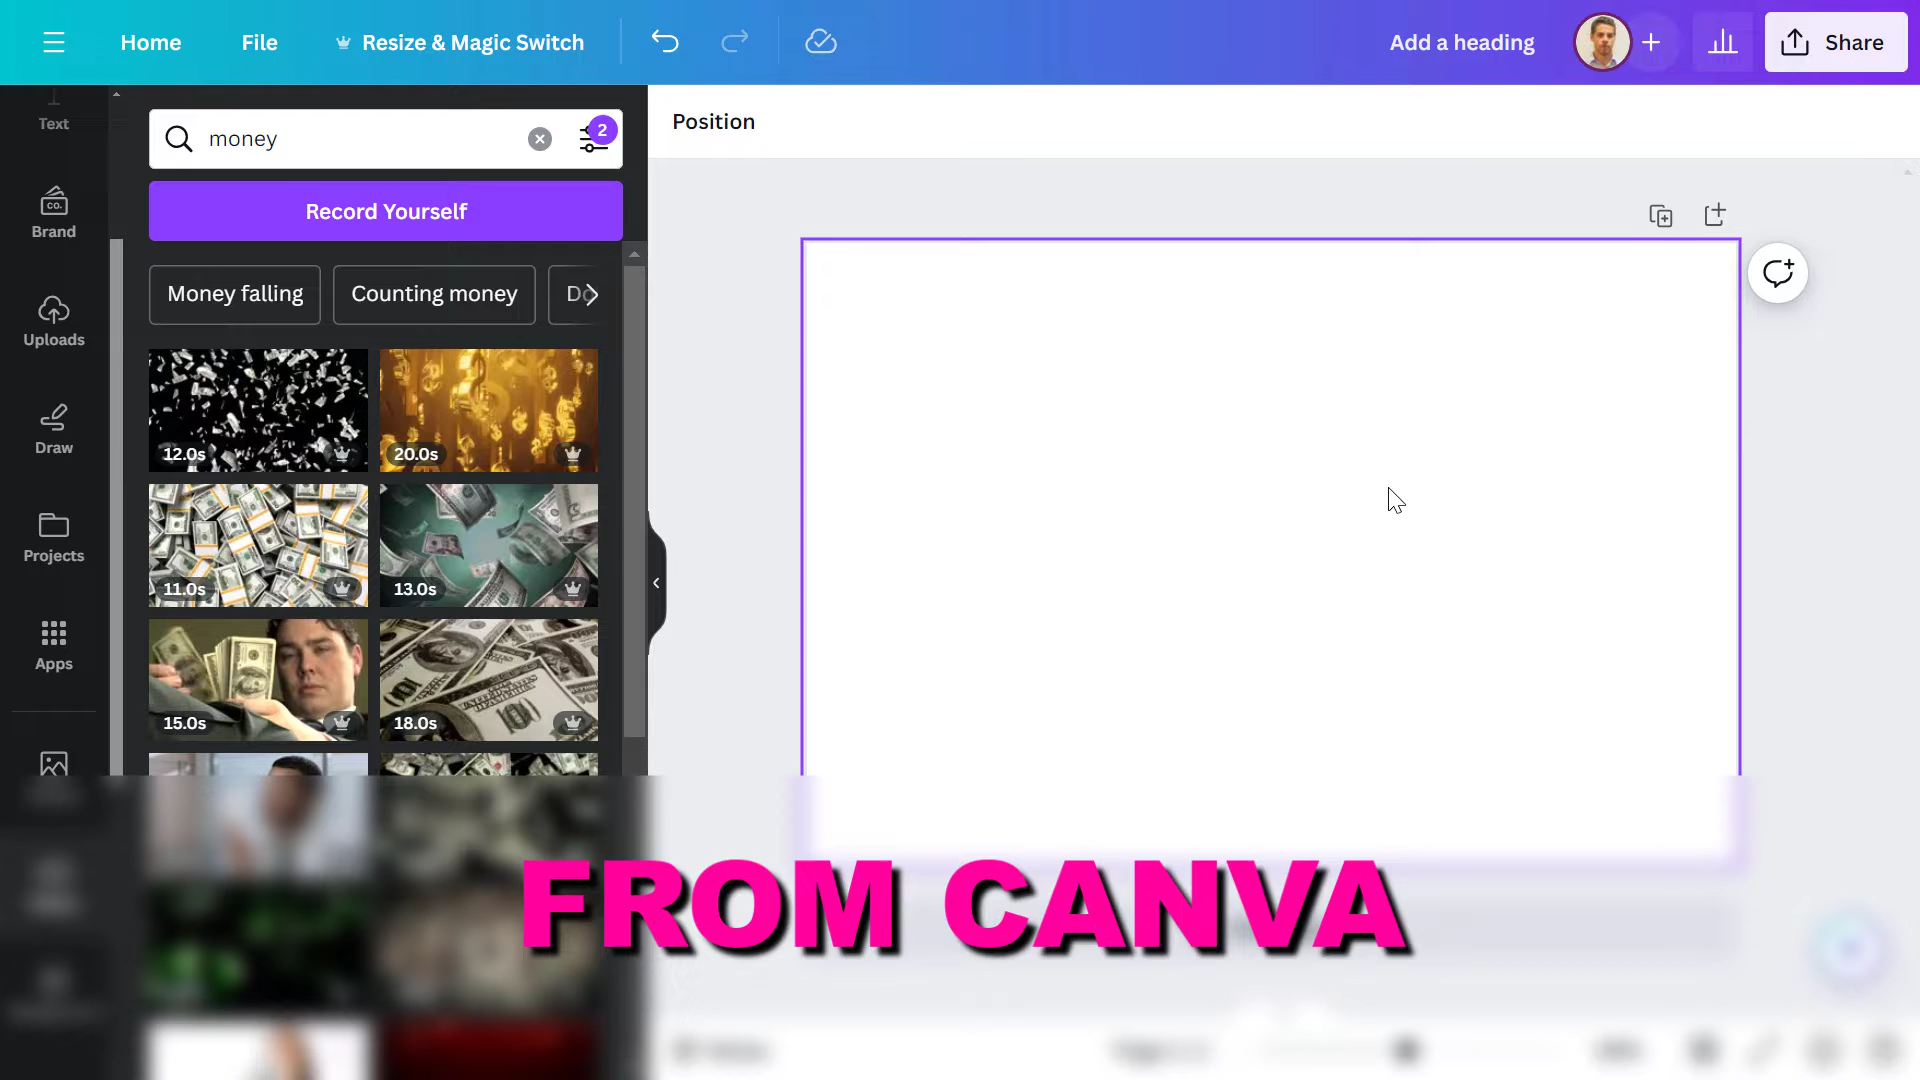 Home
File
Resize & Magic Switch
Add a heading
Share
Text
money
2
Position
Record Yourself
CO.
Brand
Money falling
Counting money
Uploads
12.0s
20.0s
Draw
11.0s
13.0s
Projects
Apps
15.0s
18.0s
FROM CANVA